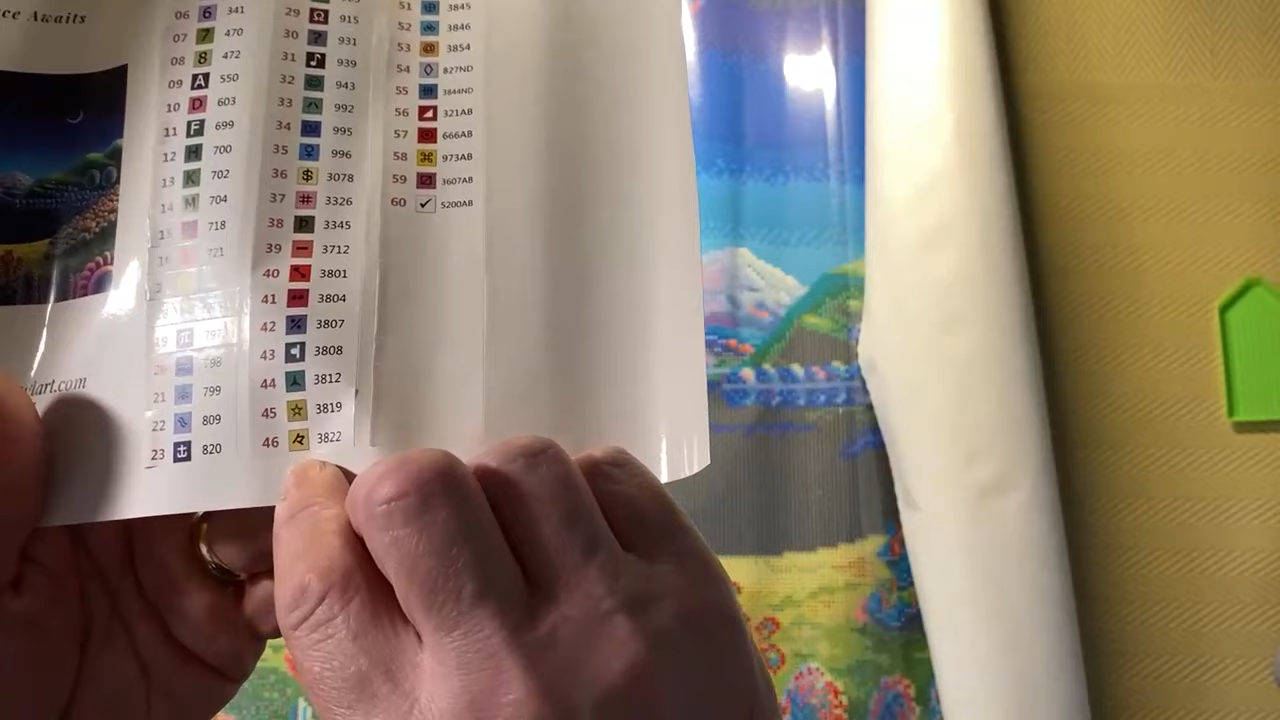 ce Awaits
06 6 341
07 7 470
08 8 472
09 A 550
10 D 603
11 F 699
12 H 700
13 K 702
14 M 704
718
721
19 π 797
798
21 799
22 809
23 820
29 Ω 915
30 ? 931
31 ♪ 939
32 943
33 992
34 995
35 ♀ 996
36 $ 3078
37 # 3326
38 3345
39 3712
40 3801
41 3804
42 % 3807
43 3808
44 3812
45 ☆ 3819
46 3822
51 3845
52 3846
53 @ 3854
54 ◊ 827ND
55 3844ND
56 321AB
57 666AB
58 ⌘ 973AB
59 3607AB
60 ✓ 5200AB
art.com